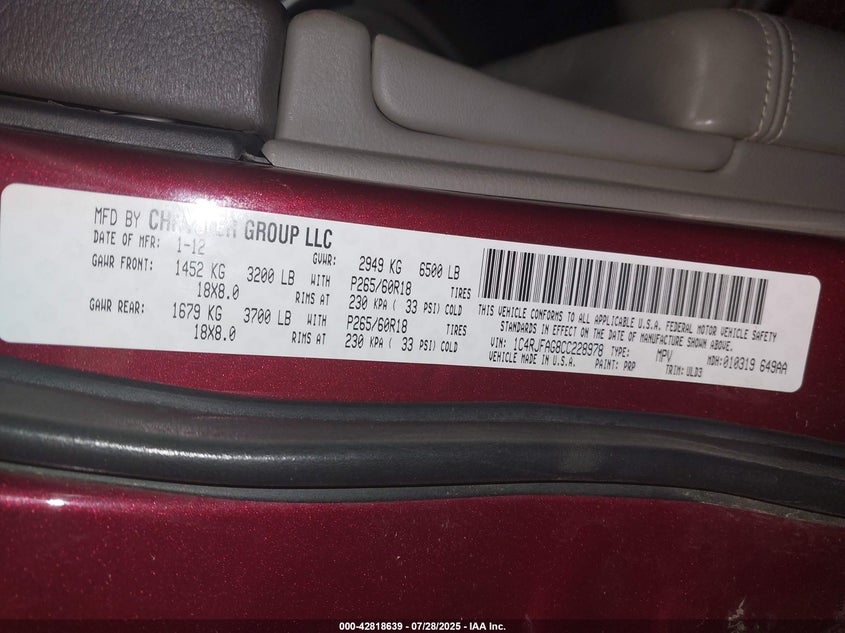 MFD BY CHRYSLER GROUP LLC
DATE OF MFR: 1-12 GVWR: 2949 KG 6500 LB
GAWR FRONT: 1452 KG 3200 LB WITH P265/60R18 TIRES
18X8.0 RIMS AT 230 KPA ( 33 PSI) COLD
GAWR REAR: 1679 KG 3700 LB WITH P265/60R18 TIRES
18X8.0 RIMS AT 230 KPA ( 33 PSI) COLD
THIS VEHICLE CONFORMS TO ALL APPLICABLE U.S.A. FEDERAL MOTOR VEHICLE SAFETY
STANDARDS IN EFFECT ON THE DATE OF MANUFACTURE SHOWN ABOVE.
VIN: 1C4RJFAG8CC228978 TYPE: MPV MDH: 010319 649AA
VEHICLE MADE IN U.S.A. PAINT: PRP TRIM: ULD3
000-42818639 / 07/28/2025 - IAA Inc.